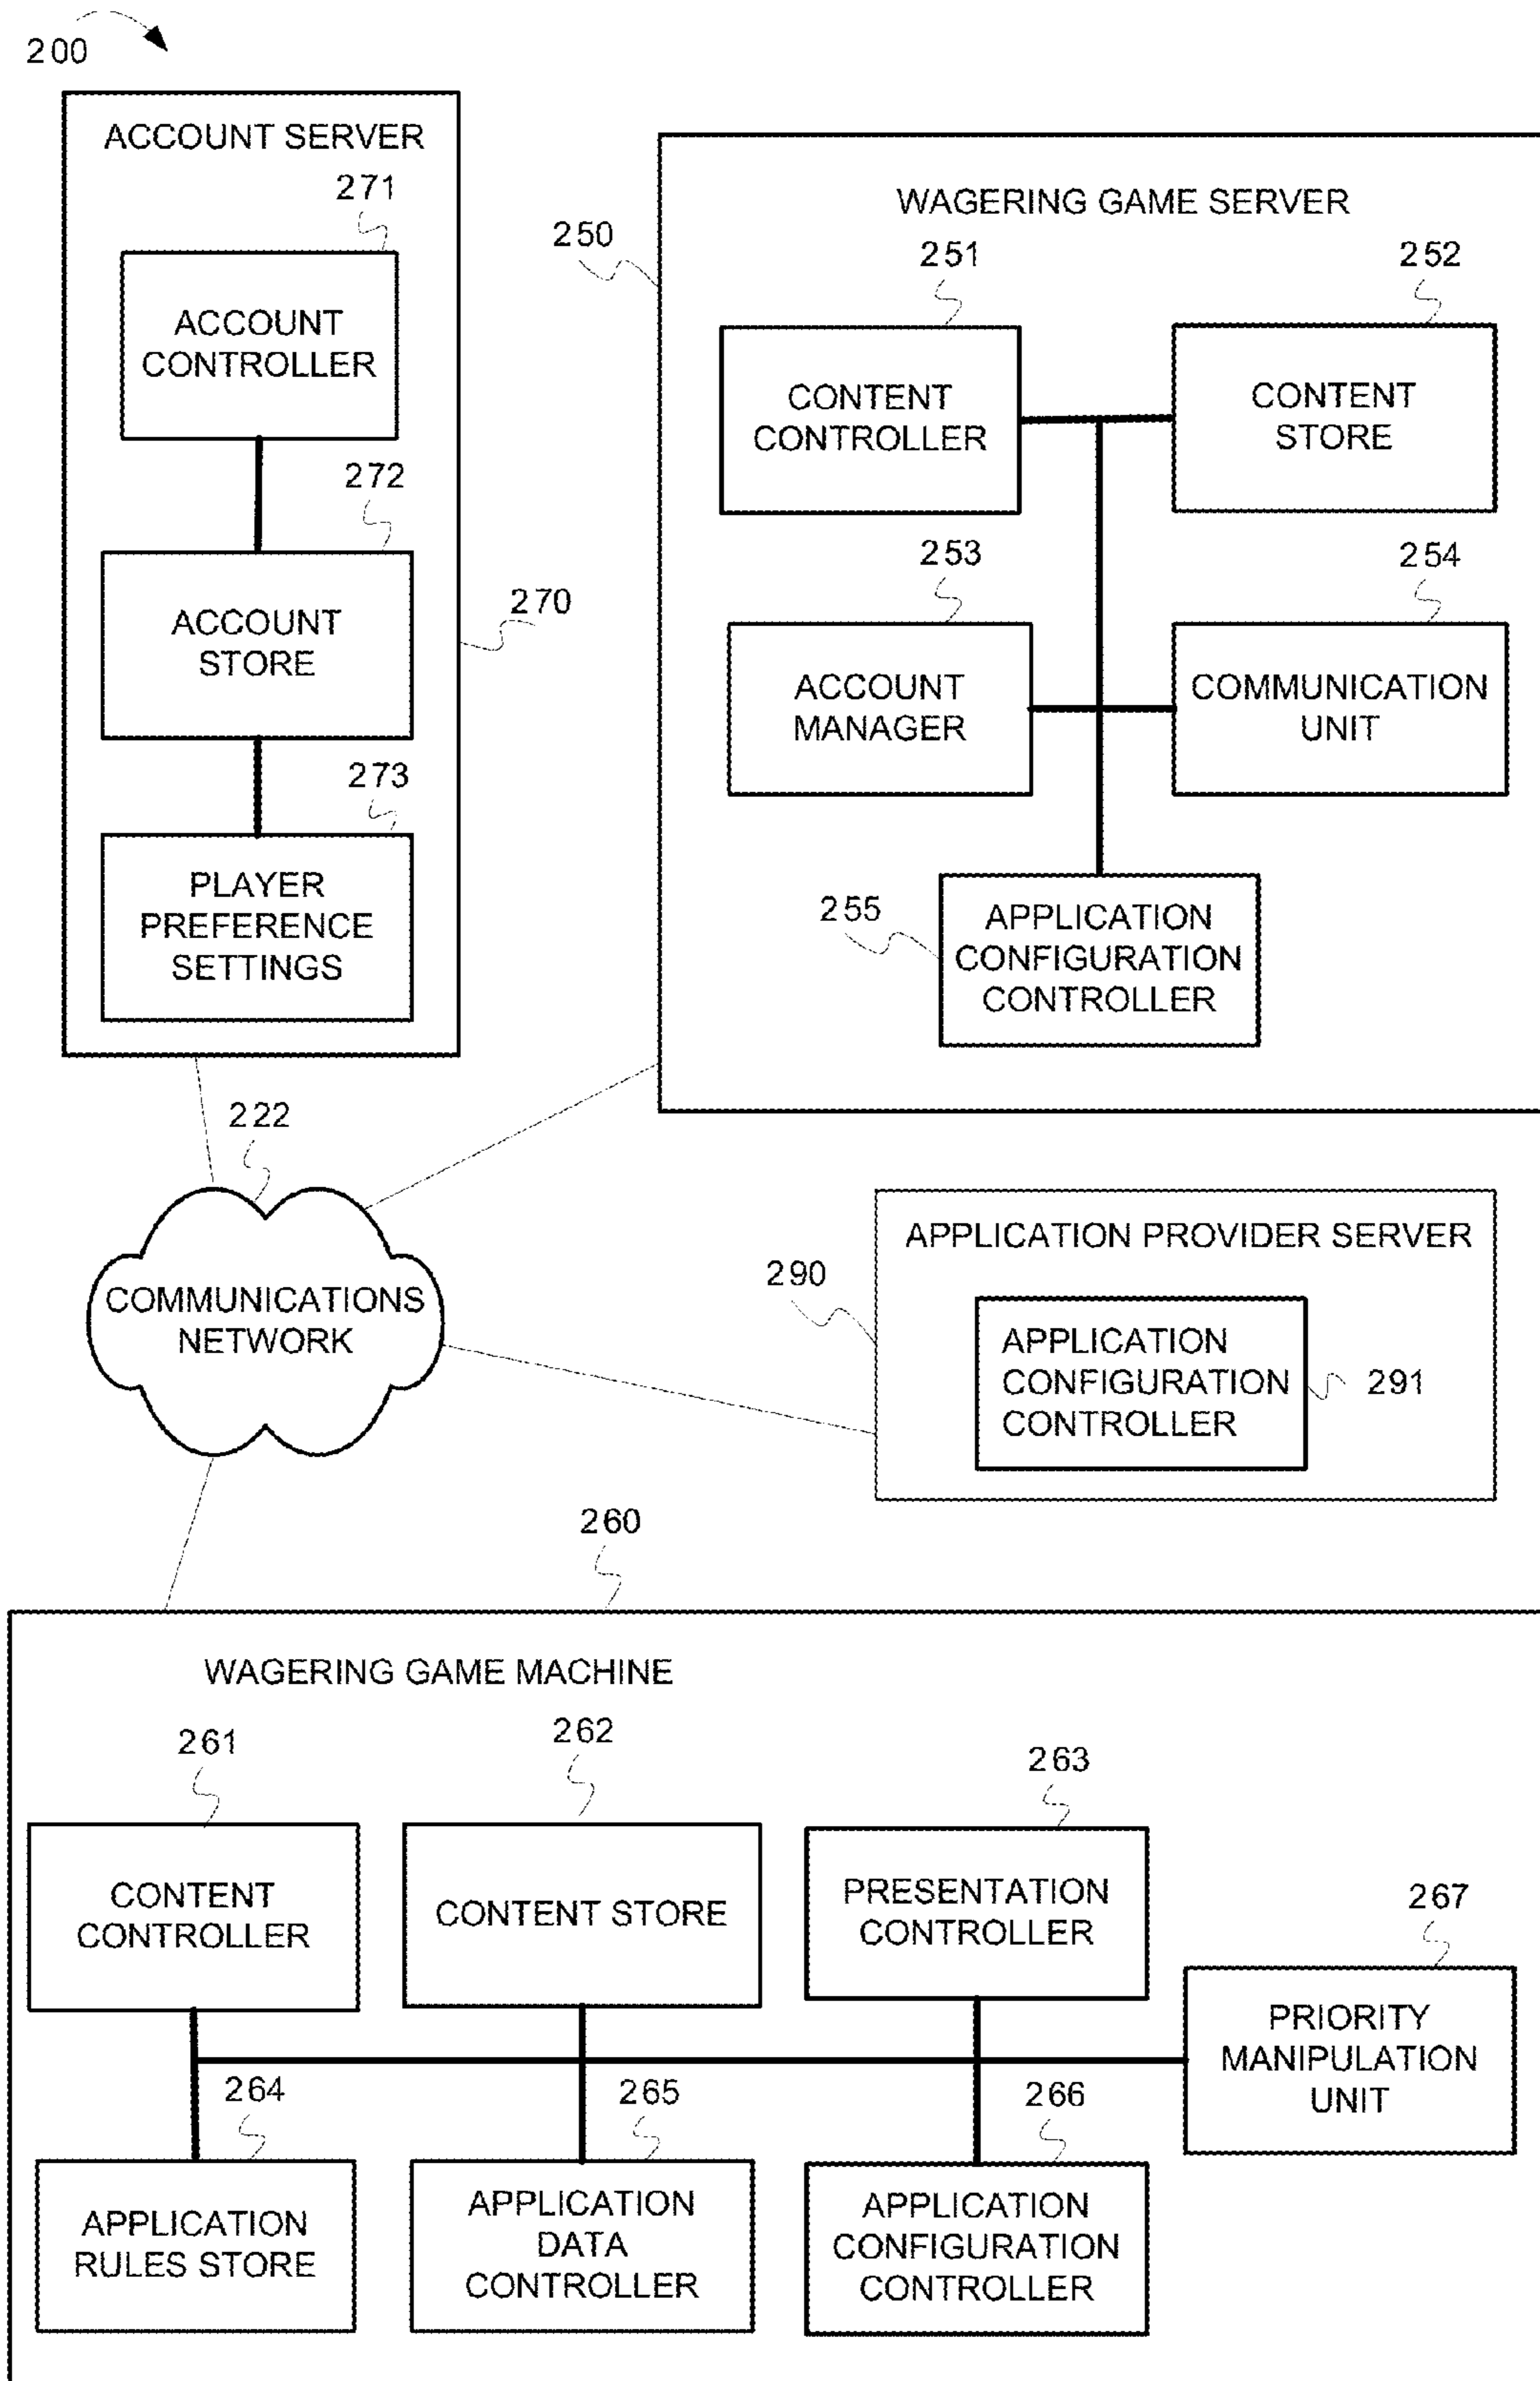 200
ACCOUNT SERVER
271
ACCOUNT
CONTROLLER
272
ACCOUNT
STORE
270
273
PLAYER
PREFERENCE
SETTINGS
WAGERING GAME SERVER
250
251
252
CONTENT
CONTROLLER
CONTENT
STORE
253
254
ACCOUNT
MANAGER
COMMUNICATION
UNIT
255
APPLICATION
CONFIGURATION
CONTROLLER
222
COMMUNICATIONS
NETWORK
APPLICATION PROVIDER SERVER
290
APPLICATION
CONFIGURATION
CONTROLLER
291
260
WAGERING GAME MACHINE
261
262
263
CONTENT
CONTROLLER
CONTENT STORE
PRESENTATION
CONTROLLER
267
PRIORITY
MANIPULATION
UNIT
264
265
266
APPLICATION
RULES STORE
APPLICATION
DATA
CONTROLLER
APPLICATION
CONFIGURATION
CONTROLLER